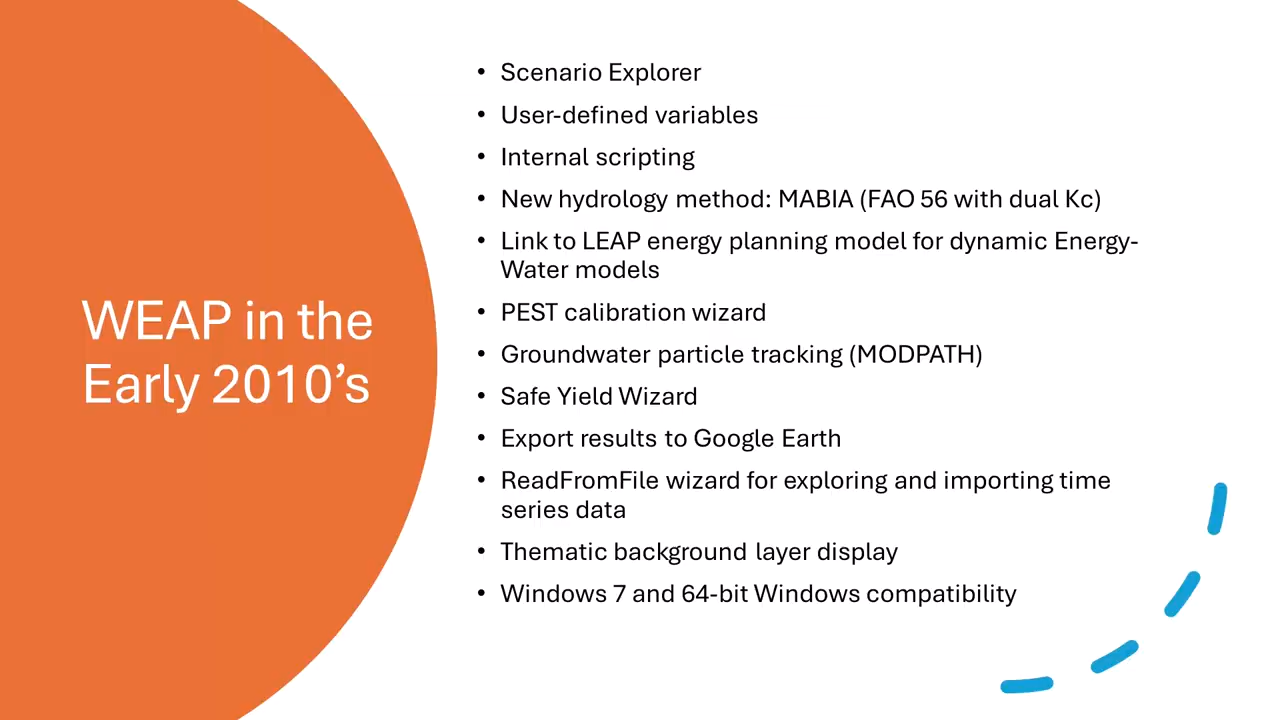 WEAP in the
Early 2010’s
• Scenario Explorer
• User-defined variables
• Internal scripting
• New hydrology method: MABIA (FAO 56 with dual Kc)
• Link to LEAP energy planning model for dynamic Energy-
Water models
• PEST calibration wizard
• Groundwater particle tracking (MODPATH)
• Safe Yield Wizard
• Export results to Google Earth
• ReadFromFile wizard for exploring and importing time
series data
• Thematic background layer display
• Windows 7 and 64-bit Windows compatibility